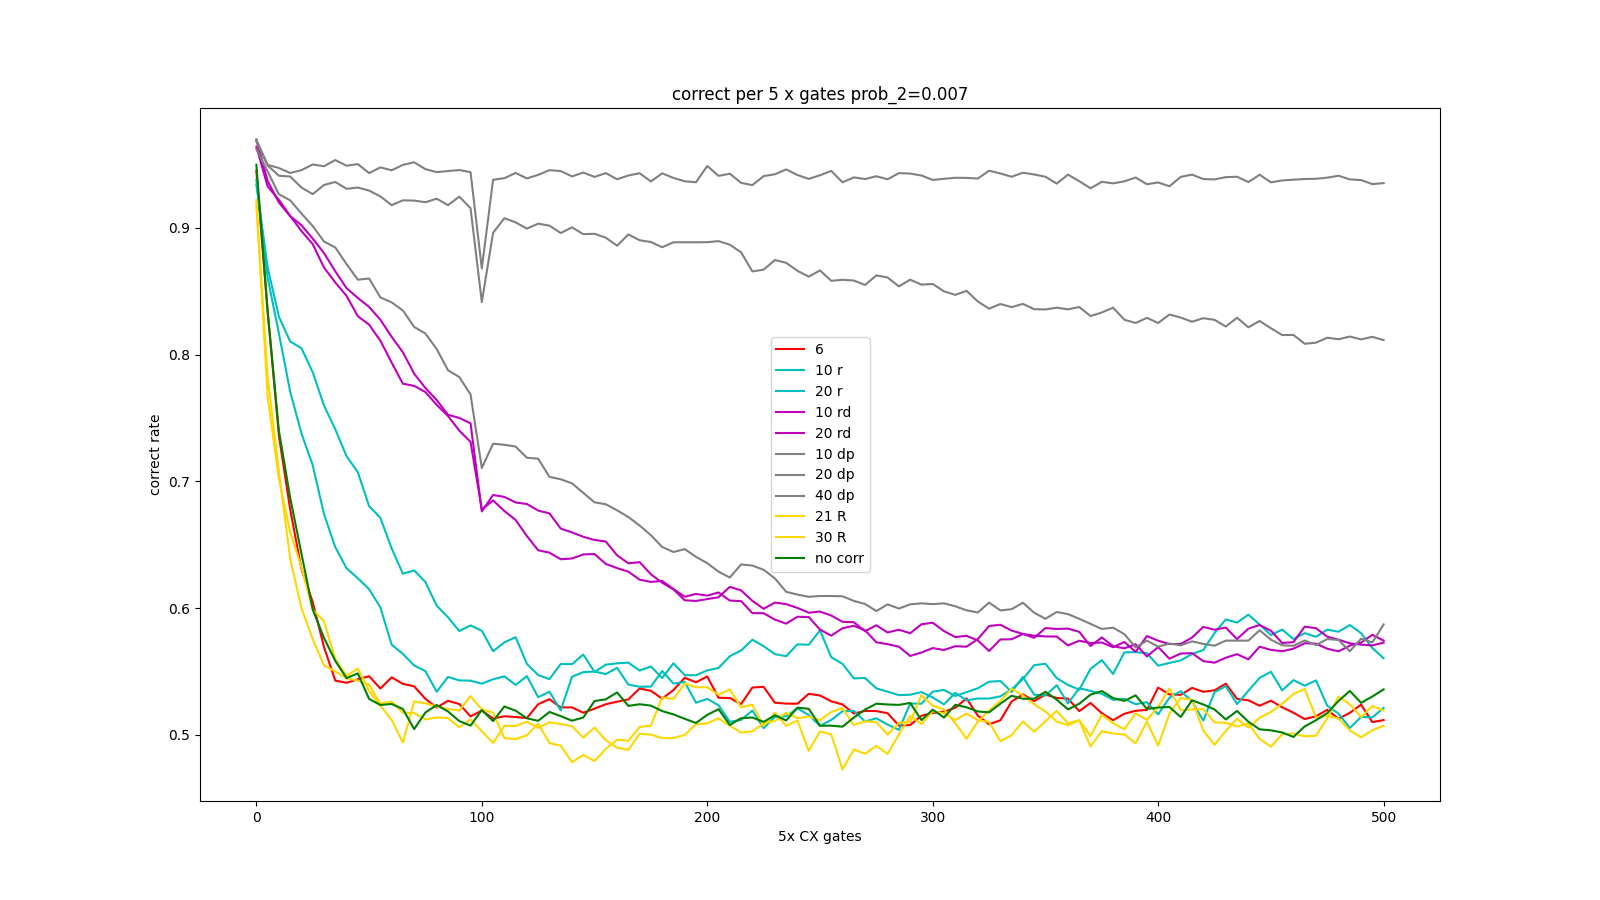 correct per 5 x gates prob_2=0.007
correct rate
0.9
0.8
0.7
0.6
0.5
6
10 r
20 r
10 rd
20 rd
10 dp
20 dp
40 dp
21 R
30 R
no corr
0
100
200
300
400
500
5x CX gates